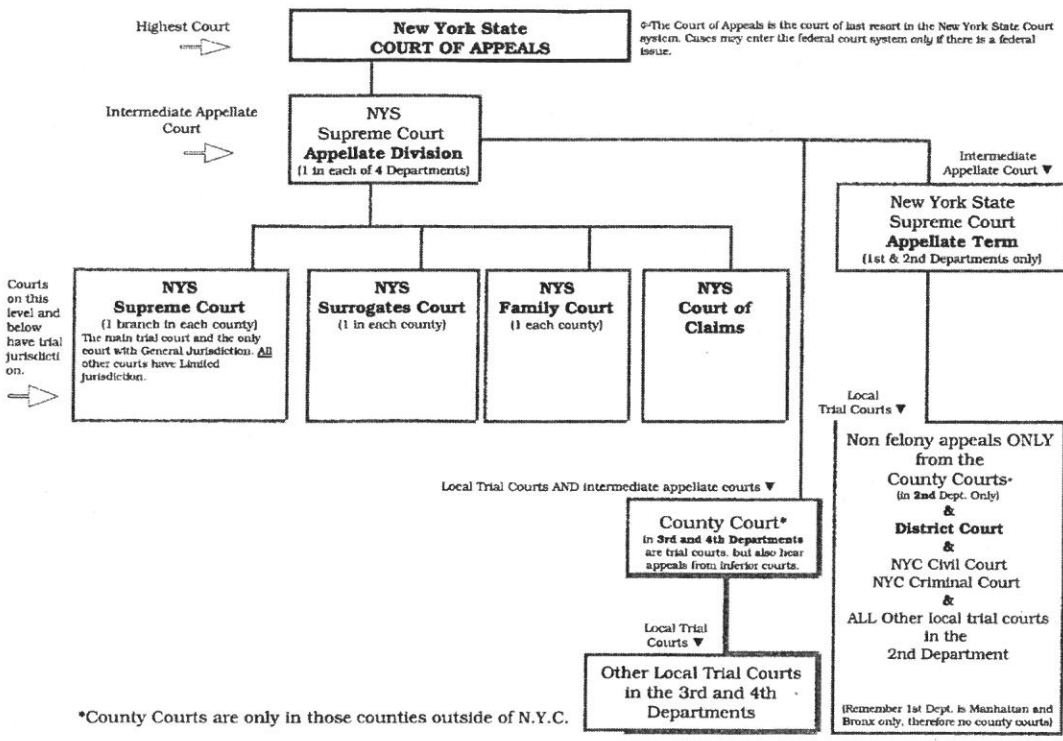 Highest Court
New York State
COURT OF APPEALS
The Court of Appeals is the court of last resort in the New York State Court
system. Cases may enter the federal court system only if there is a federal
issue.
Intermediate Appellate
Court
NYS
Supreme Court
Appellate Division
(1 in each of 4 Departments)
Intermediate
Appellate Court ▼
New York State
Supreme Court
Appellate Term
(1st & 2nd Departments only)
Courts
on this
level and
below
have trial
jurisdicti
on.
NYS
Supreme Court
(1 branch in each county)
The main trial court and the only
court with General Jurisdiction. All
other courts have Limited
jurisdiction.
NYS
Surrogates Court
(1 in each county)
NYS
Family Court
(1 each county)
NYS
Court of
Claims
Local
Trial Courts ▼
Non felony appeals ONLY
from the
County Courts*
(in 2nd Dept. Only)
&
District Court
&
NYC Civil Court
NYC Criminal Court
&
ALL Other local trial courts
in the
2nd Department
(Remember 1st Dept. is Manhattan and
Bronx only, therefore no county courts)
Local Trial Courts AND intermediate appellate courts ▼
County Court*
in 3rd and 4th Departments
are trial courts, but also hear
appeals from inferior courts.
Local Trial
Courts ▼
Other Local Trial Courts
in the 3rd and 4th
Departments
*County Courts are only in those counties outside of N.Y.C.